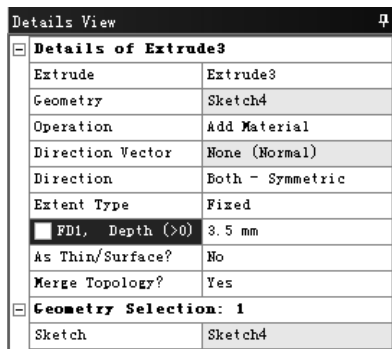 Details View
Details of Extrude3
Extrude Extrude3
Geometry Sketch4
Operation Add Material
Direction Vector None (Normal)
Direction Both - Symmetric
Extent Type Fixed
FD1, Depth (>0) 3.5 mm
As Thin/Surface? No
Merge Topology? Yes
Geometry Selection: 1
Sketch Sketch4